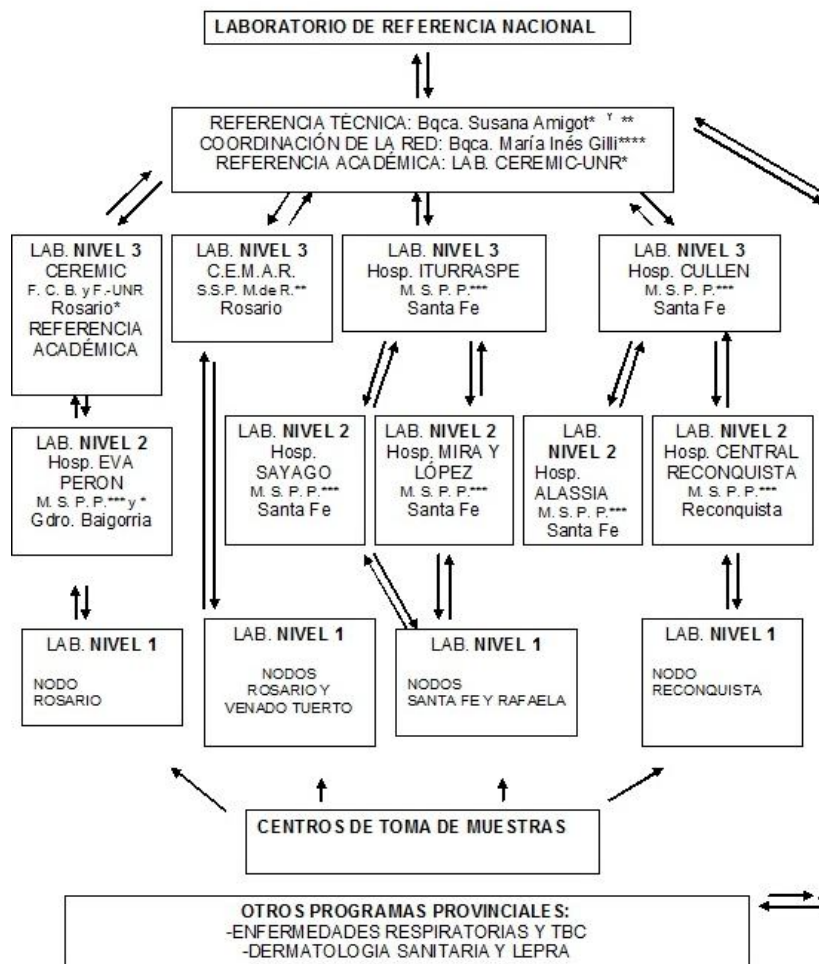 LABORATORIO DE REFERENCIA NACIONAL
REFERENCIA TÉCNICA: Bqca. Susana Amigot* Y **
COORDINACIÓN DE LA RED: Bqca. María Inés Gilli****
REFERENCIA ACADÉMICA: LAB. CEREMIC-UNR*
LAB. NIVEL 3
CEREMIC
F. C. B. y F.-UNR
Rosario*
REFERENCIA
ACADÉMICA
LAB. NIVEL 3
C.E.M.A.R.
S.S.P. M.de R.**
Rosario
LAB. NIVEL 3
Hosp. ITURRASPE
M. S. P. P.***
Santa Fe
LAB. NIVEL 3
Hosp. CULLEN
M. S. P. P.***
Santa Fe
LAB. NIVEL 2
Hosp. EVA
PERON
M. S. P. P.*** y *
Gdro. Baigorria
LAB. NIVEL 2
Hosp.
SAYAGO
M. S. P. P.***
Santa Fe
LAB. NIVEL 2
Hosp. MIRA Y
LÓPEZ
M. S. P. P.***
Santa Fe
LAB.
NIVEL 2
Hosp.
ALASSIA
M. S. P. P.***
Santa Fe
LAB. NIVEL 2
Hosp. CENTRAL
RECONQUISTA
M. S. P. P.***
Reconquista
LAB. NIVEL 1
NODO
ROSARIO
LAB. NIVEL 1
NODOS
ROSARIO Y
VENADO TUERTO
LAB. NIVEL 1
NODOS
SANTA FE Y RAFAELA
LAB. NIVEL 1
NODO
RECONQUISTA
CENTROS DE TOMA DE MUESTRAS
OTROS PROGRAMAS PROVINCIALES:
-ENFERMEDADES RESPIRATORIAS Y TBC
-DERMATOLOGIA SANITARIA Y LEPRA